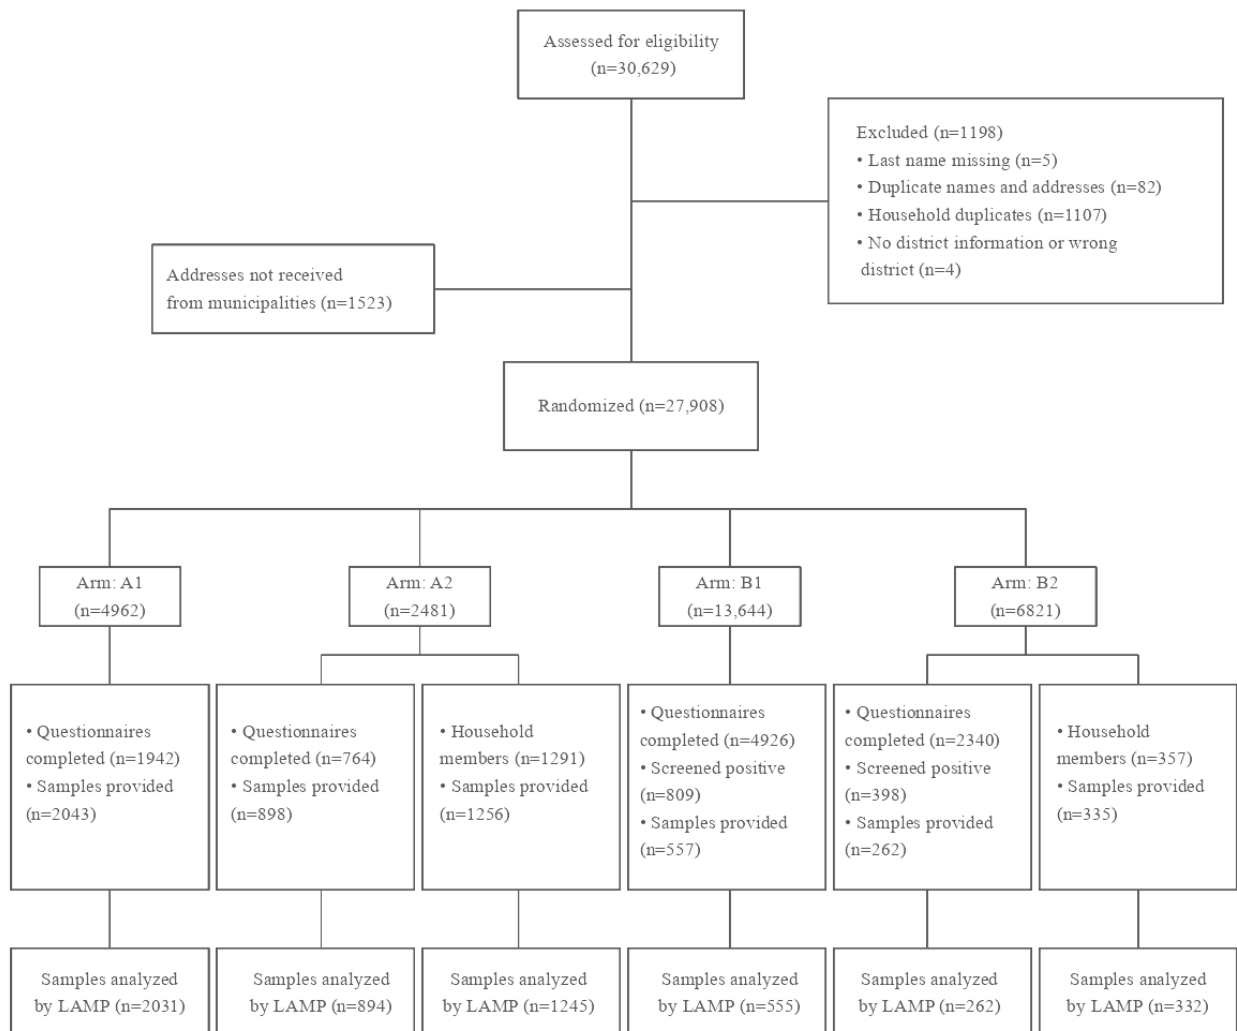 Assessed for eligibility
(n=30,629)
Excluded (n=1198)
• Last name missing (n=5)
• Duplicate names and addresses (n=82)
• Household duplicates (n=1107)
• No district information or wrong
district (n=4)
Addresses not received
from municipalities (n=1523)
Randomized (n=27,908)
Arm: A1
(n=4962)
Arm: A2
(n=2481)
Arm: B1
(n=13,644)
Arm: B2
(n=6821)
• Questionnaires
completed (n=1942)
• Samples provided
(n=2043)
• Questionnaires
completed (n=764)
• Samples provided
(n=898)
• Household
members (n=1291)
• Samples provided
(n=1256)
• Questionnaires
completed (n=4926)
• Screened positive
(n=809)
• Samples provided
(n=557)
• Questionnaires
completed (n=2340)
• Screened positive
(n=398)
• Samples provided
(n=262)
• Household
members (n=357)
• Samples provided
(n=335)
Samples analyzed
by LAMP (n=2031)
Samples analyzed
by LAMP (n=894)
Samples analyzed
by LAMP (n=1245)
Samples analyzed
by LAMP (n=555)
Samples analyzed
by LAMP (n=262)
Samples analyzed
by LAMP (n=332)